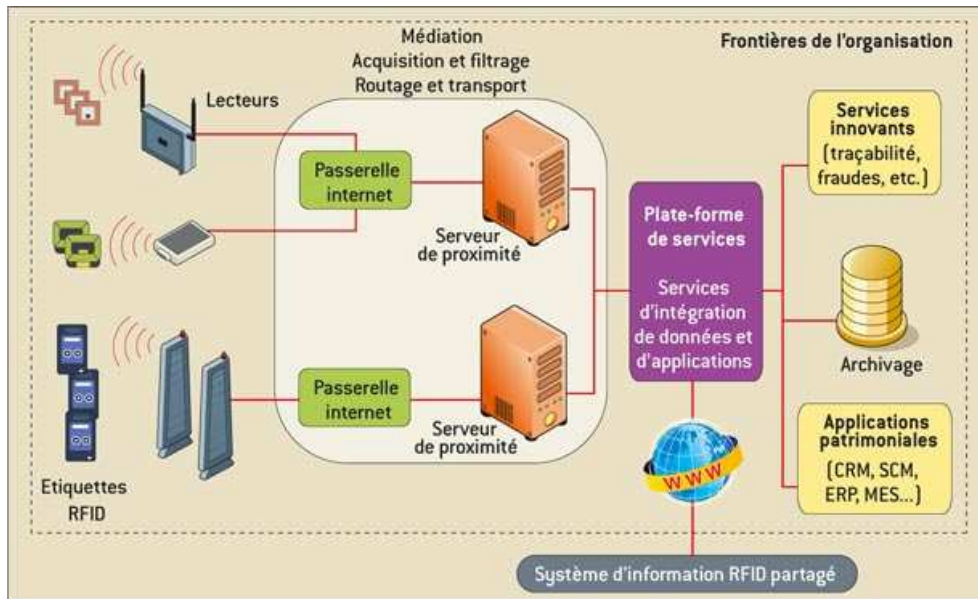 Médiation
Acquisition et filtrage
Routage et transport
Frontières de l'organisation
Lecteurs
Passerelle
internet
Serveur
de proximité
Passerelle
internet
Serveur
de proximité
Etiquettes
RFID
Plate-forme
de services
Services
d'intégration
de données et
d'applications
Services
innovants
(traçabilité,
fraudes, etc.)
Archivage
Applications
patrimoniales
(CRM, SCM,
ERP, MES...)
WWW
Système d'information RFID partagé